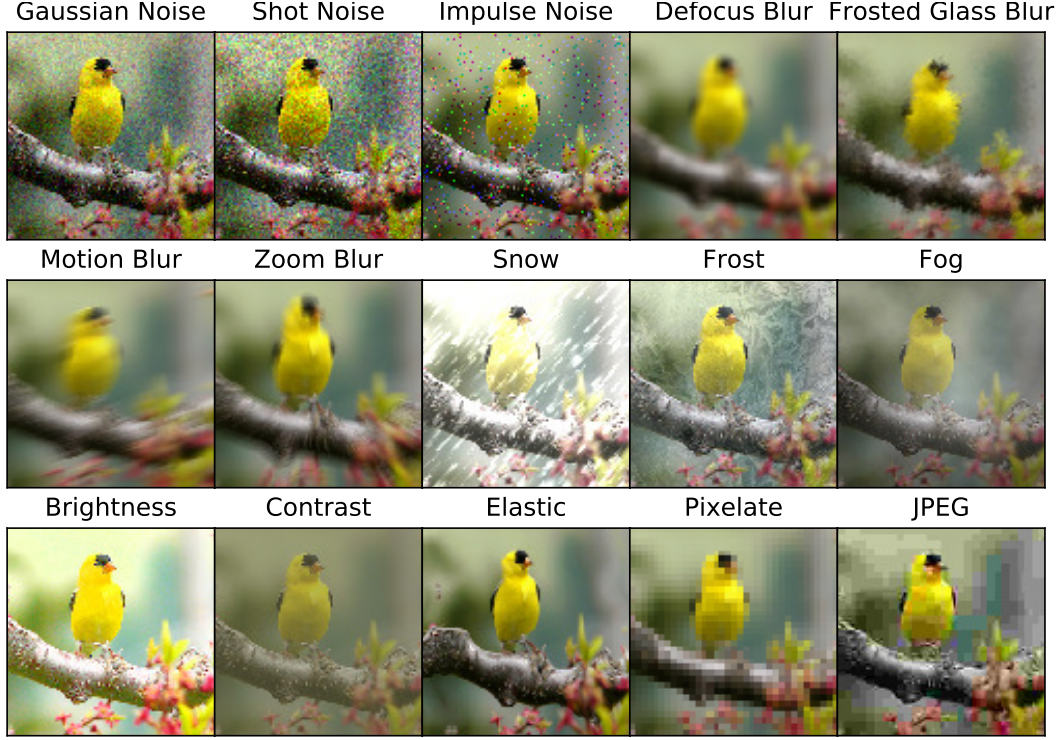 Gaussian Noise Shot Noise Impulse Noise Defocus Blur Frosted Glass Blur
Motion Blur Zoom Blur Snow Frost Fog
Brightness Contrast Elastic Pixelate JPEG